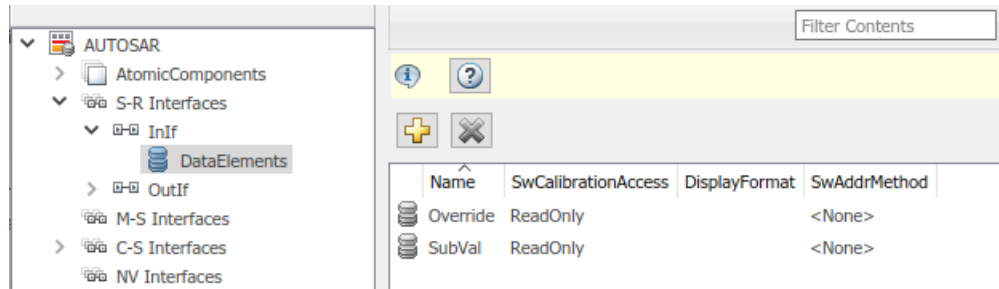 Filter Contents
AUTOSAR
AtomicComponents
S-R Interfaces
InIf
DataElements
OutIf
M-S Interfaces
C-S Interfaces
NV Interfaces
Name SwCalibrationAccess DisplayFormat SwAddrMethod
Override ReadOnly <None>
SubVal ReadOnly <None>